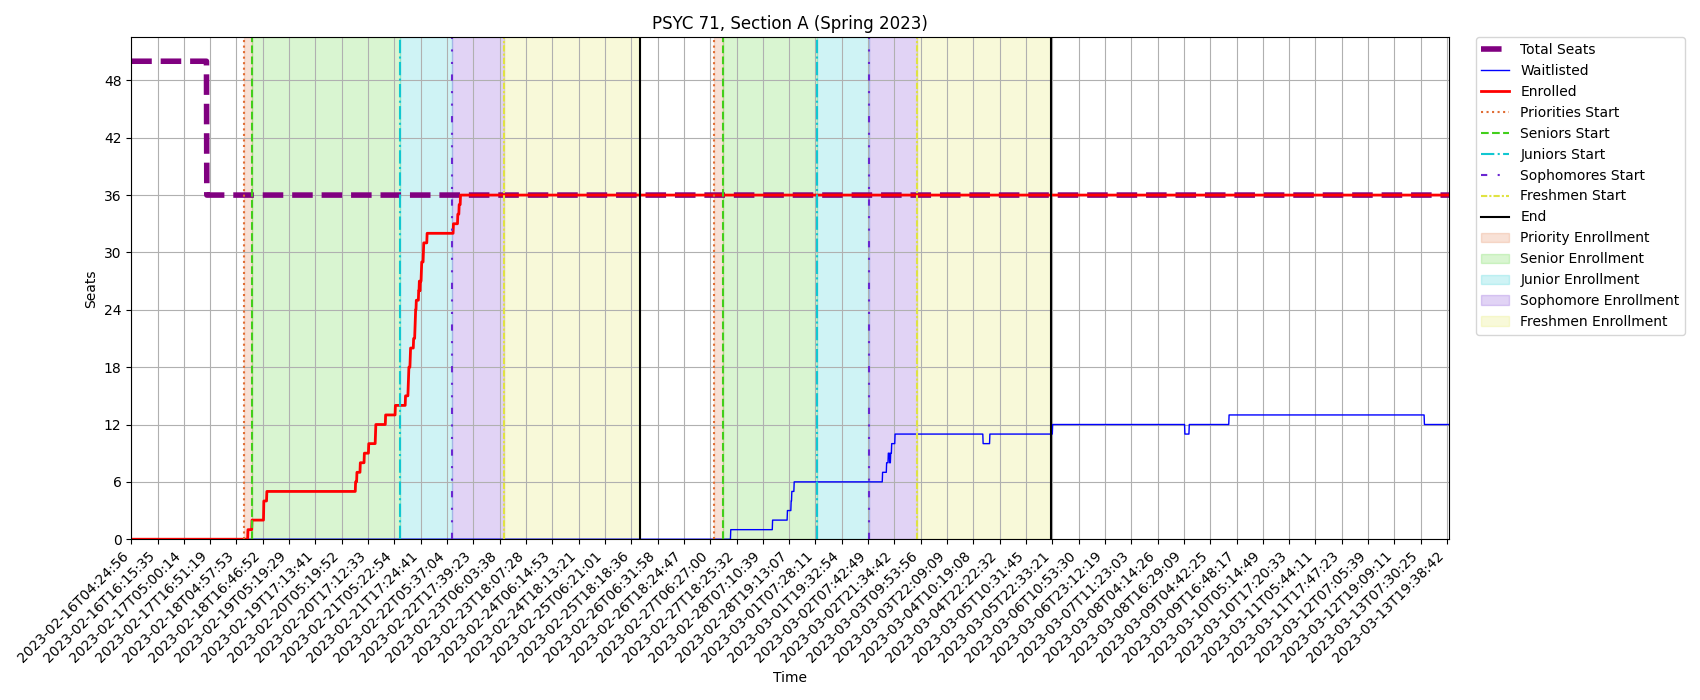 PSYC 71, Section A (Spring 2023)
Total Seats
Waitlisted
Enrolled
Priorities Start
Seniors Start
Juniors Start
Sophomores Start
Freshmen Start
End
Priority Enrollment
Senior Enrollment
Junior Enrollment
Sophomore Enrollment
Freshmen Enrollment
Seats
48
42
36
30
24
18
12
6
0
2023-02-16T04:24:56
2023-02-16T16:15:35
2023-02-17T05:00:14
2023-02-17T16:51:19
2023-02-18T04:57:53
2023-02-18T16:46:52
2023-02-19T05:19:23
2023-02-19T17:13:41
2023-02-20T05:19:52
2023-02-20T17:12:33
2023-02-21T05:22:54
2023-02-21T17:24:41
2023-02-22T05:37:04
2023-02-22T17:39:23
2023-02-23T06:03:38
2023-02-23T18:07:28
2023-02-24T06:14:53
2023-02-24T18:13:21
2023-02-25T06:21:01
2023-02-25T18:18:36
2023-02-26T06:31:58
2023-02-26T18:24:47
2023-02-27T06:27:00
2023-02-27T18:25:32
2023-02-28T07:10:39
2023-02-28T19:13:07
2023-03-01T07:28:11
2023-03-01T19:32:54
2023-03-02T07:42:49
2023-03-02T21:34:42
2023-03-03T09:53:56
2023-03-03T22:09:09
2023-03-04T10:19:08
2023-03-04T22:22:32
2023-03-05T10:31:45
2023-03-05T22:33:21
2023-03-06T10:53:30
2023-03-06T23:12:19
2023-03-07T11:23:03
2023-03-08T04:14:26
2023-03-08T16:29:09
2023-03-09T04:42:25
2023-03-09T16:48:17
2023-03-10T05:14:49
2023-03-10T17:20:33
2023-03-11T05:44:11
2023-03-11T17:47:23
2023-03-12T07:05:39
2023-03-12T19:09:11
2023-03-13T07:30:25
2023-03-13T19:38:42
Time